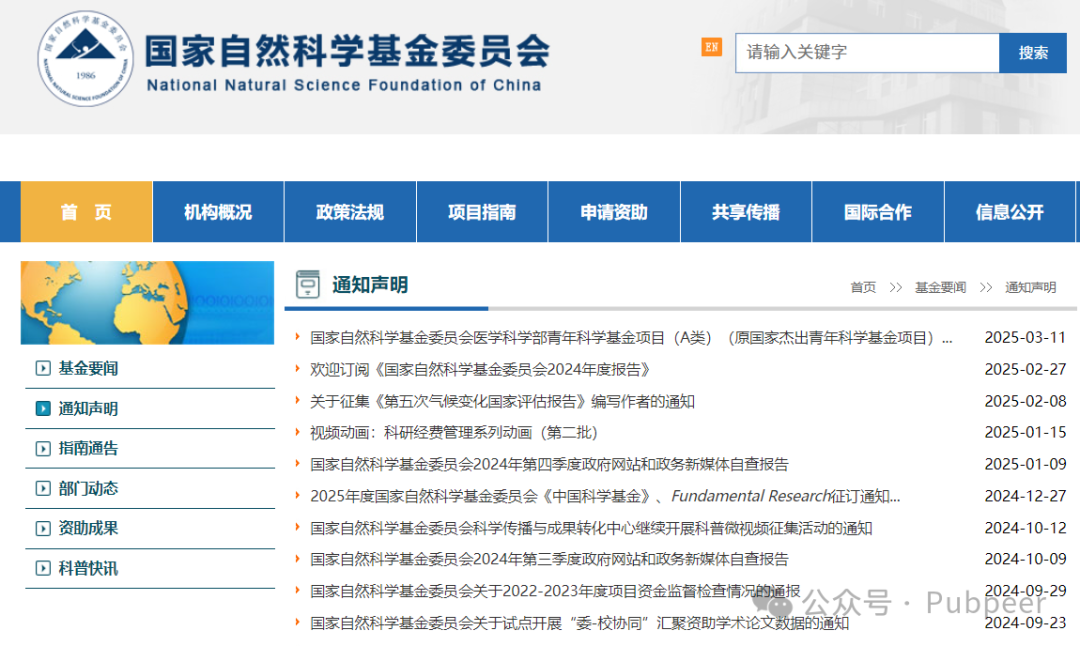 国家自然科学基金委员会
NATIONAL NATURAL SCIENCE FOUNDATION OF CHINA
1986
国家自然科学基金委员会
National Natural Science Foundation of China
EN
请输入关键字
搜索
首 页
机构概况
政策法规
项目指南
申请资助
共享传播
国际合作
信息公开
通知声明
首页 >> 基金要闻 >> 通知声明
基金要闻
通知声明
指南通告
部门动态
资助成果
科普快讯
国家自然科学基金委员会医学科学部青年科学基金项目（A类）（原国家杰出青年科学基金项目）... 2025-03-11
欢迎订阅《国家自然科学基金委员会2024年度报告》 2025-02-27
关于征集《第五次气候变化国家评估报告》编写作者的通知 2025-02-08
视频动画：科研经费管理系列动画（第二批） 2025-01-15
国家自然科学基金委员会2024年第四季度政府网站和政务新媒体自查报告 2025-01-09
2025年度国家自然科学基金委员会《中国科学基金》、Fundamental Research征订通知... 2024-12-27
国家自然科学基金委员会科学传播与成果转化中心继续开展科普微视频征集活动的通知 2024-10-12
国家自然科学基金委员会2024年第三季度政府网站和政务新媒体自查报告 2024-10-09
国家自然科学基金委员会关于2022-2023年度项目资金监督检查情况的通报 2024-09-29
国家自然科学基金委员会关于试点开展“委-校协同”汇聚资助学术论文数据的通知 2024-09-23
公众号 · Pubpeer